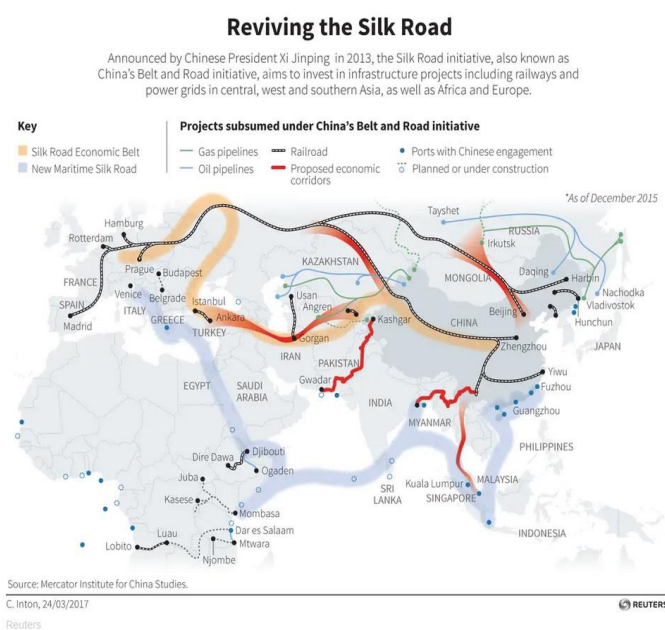 Reviving the Silk Road
Announced by Chinese President Xi Jinping in 2013, the Silk Road initiative, also known as
China's Belt and Road initiative, aims to invest in infrastructure projects including railways and
power grids in central, west and southern Asia, as well as Africa and Europe.
Key
Silk Road Economic Belt
New Maritime Silk Road
Projects subsumed under China's Belt and Road initiative
Gas pipelines
Oil pipelines
Railroad
Proposed economic
corridors
Ports with Chinese engagement
Planned or under construction
*As of December 2015
Tayshet
Hamburg
Rotterdam
RUSSIA
Irkutsk
KAZAKHSTAN
Prague
Budapest
MONGOLIA
Daqing
Harbin
FRANCE
Venice
Belgrade
Istanbul
Usan
Angren
Nachodka
Vladivostok
SPAIN
ITALY
Madrid
GREECE
Ankara
TURKEY
Kashgar
Beijing
CHINA
Hunchun
Gorgan
IRAN
Zhengzhou
JAPAN
PAKISTAN
Gwadar
Yiwu
EGYPT
SAUDI
ARABIA
Fuzhou
INDIA
Guangzhou
MYANMAR
PHILIPPINES
Dire Dawa
Djibouti
Ogaden
Juba
SRI
LANKA
Kuala Lumpur
MALAYSIA
SINGAPORE
Kasese
Mombasa
Dar es Salaam
Mtwara
Luau
Lobito
Njombe
INDONESIA
Source: Mercator Institute for China Studies.
C. Inton, 24/03/2017
REUTERS
Reuters